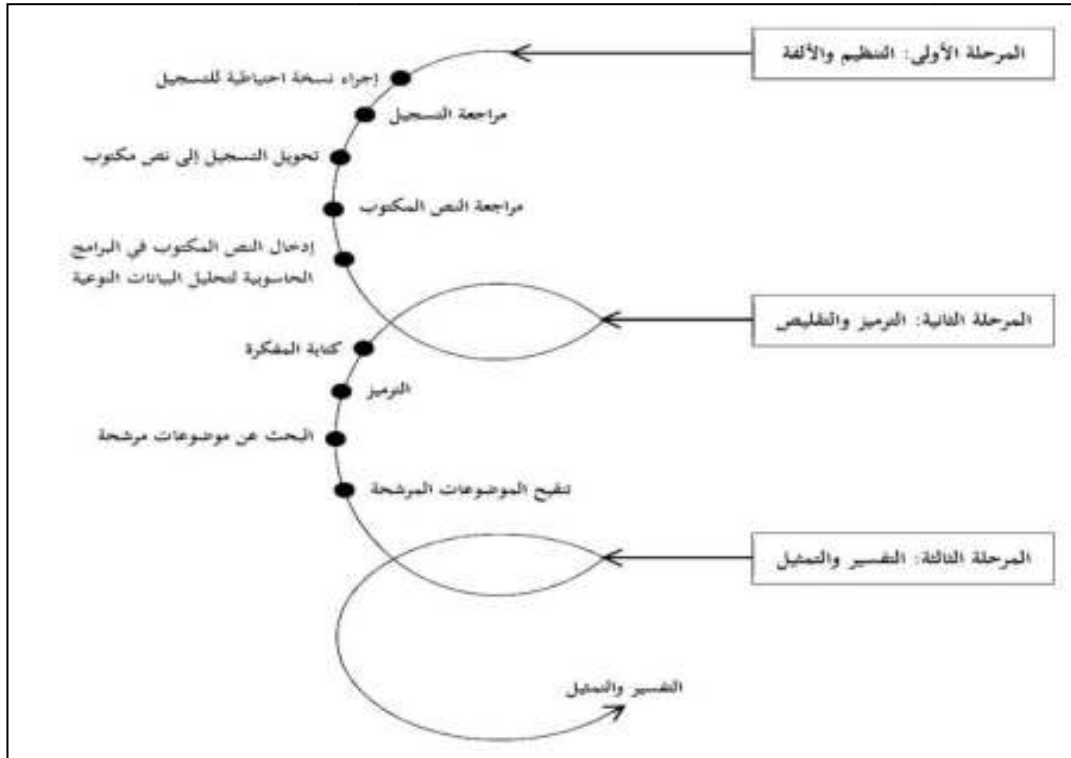 المرحلة الأولى: التنظيم والألفة
إجراء نسخة احتياطية للتسجيل
مراجعة التسجيل
تحويل التسجيل إلى نص مكتوب
مراجعة النص المكتوب
إدخال النص المكتوب في البرامج
الحاسوبية لتحليل البيانات النوعية
المرحلة الثانية: الترميز والتقليص
كتابة المفكرة
الترميز
البحث عن موضوعات مرشحة
تنقيح الموضوعات المرشحة
المرحلة الثالثة: التفسير والتمثيل
التفسير والتمثيل